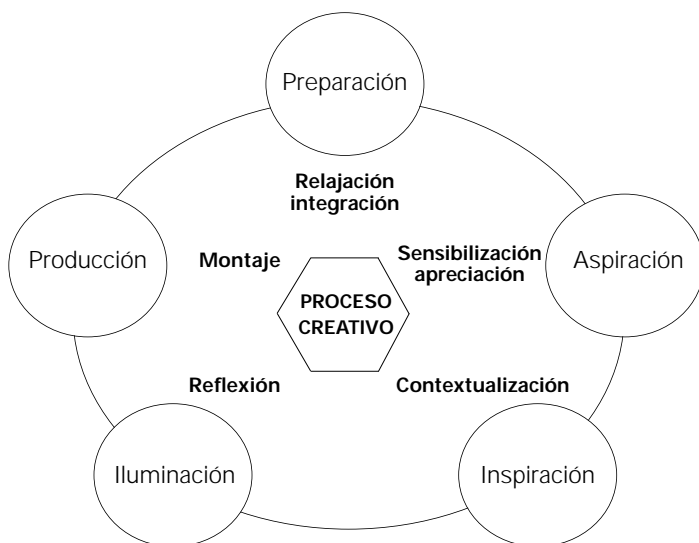 Preparación
Relajación
integración
Producción
Montaje
Sensibilización
apreciación
Aspiración
PROCESO
CREATIVO
Reflexión
Contextualización
Iluminación
Inspiración